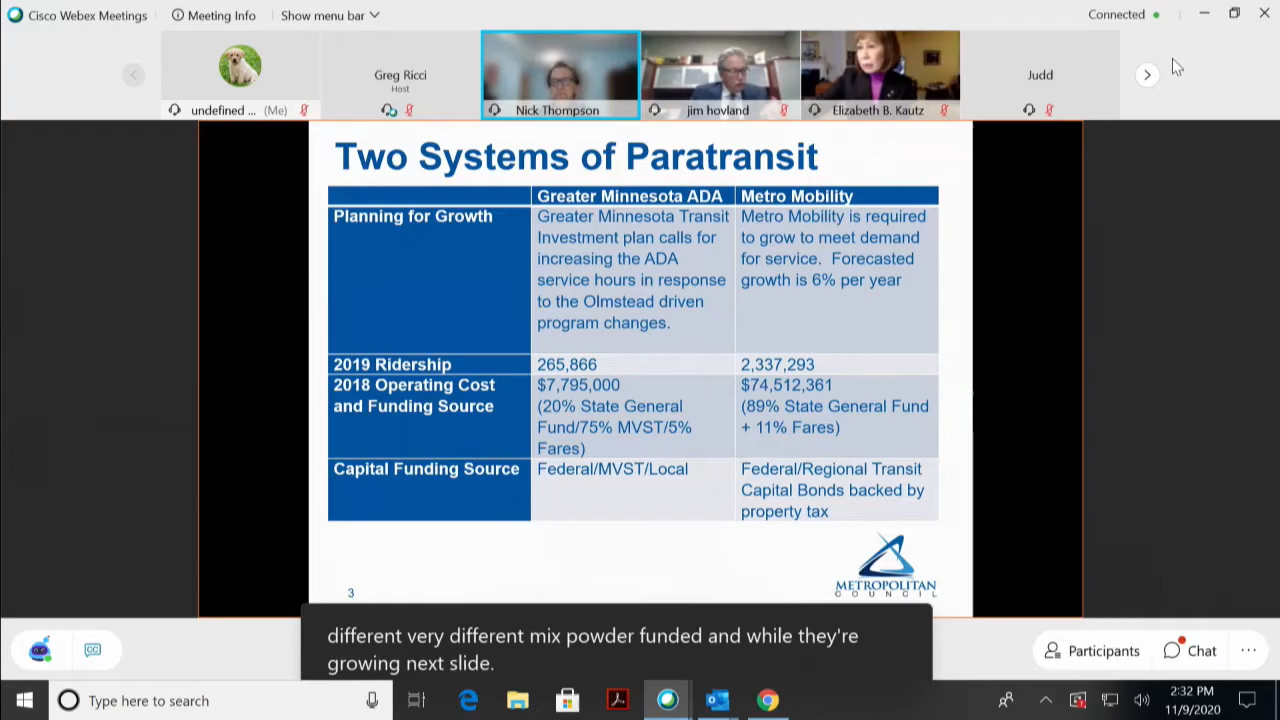 Cisco Webex Meetings
Meeting Info
Show menu bar
Connected
undefined ... (Me)
Greg Ricci
Host
Nick Thompson
jim hovland
Elizabeth B. Kautz
Judd
Two Systems of Paratransit
Greater Minnesota ADA
Metro Mobility
Planning for Growth
Greater Minnesota Transit
Investment plan calls for
increasing the ADA
service hours in response
to the Olmstead driven
program changes.
Metro Mobility is required
to grow to meet demand
for service. Forecasted
growth is 6% per year
2019 Ridership
265,866
2,337,293
2018 Operating Cost
and Funding Source
$7,795,000
(20% State General
Fund/75% MVST/5%
Fares)
$74,512,361
(89% State General Fund
+ 11% Fares)
Capital Funding Source
Federal/MVST/Local
Federal/Regional Transit
Capital Bonds backed by
property tax
METROPOLITAN
COUNCIL
3
different very different mix powder funded and while they're
growing next slide.
CC
Participants
Chat
Type here to search
2:32 PM
11/9/2020